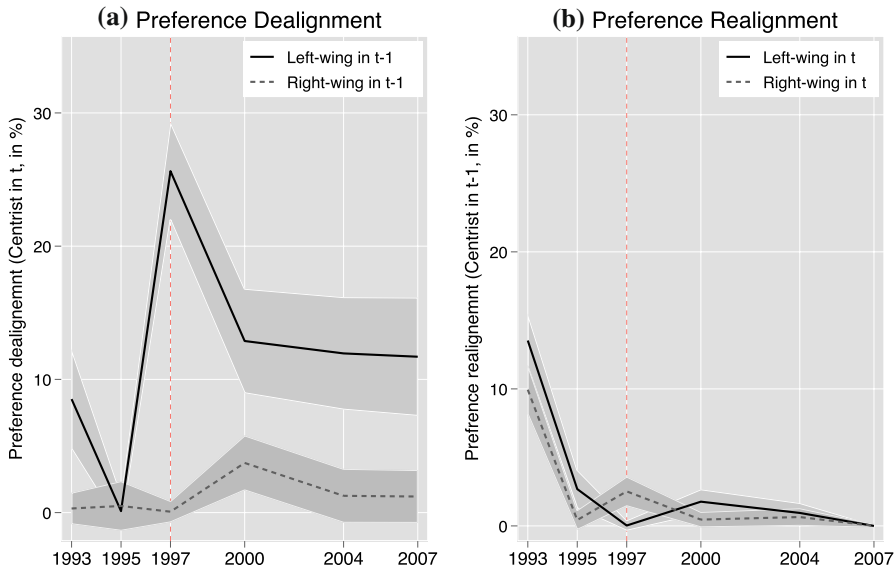 (a) Preference Dealignment
Left-wing in t-1
Right-wing in t-1
Preference dealignemnt (Centrist in t, in %)
30
20
10
0
1993 1995 1997 2000 2004 2007
(b) Preference Realignment
Left-wing in t
Right-wing in t
Prefrence realignemnt (Centrist in t-1, in %)
30
20
10
0
1993 1995 1997 2000 2004 2007